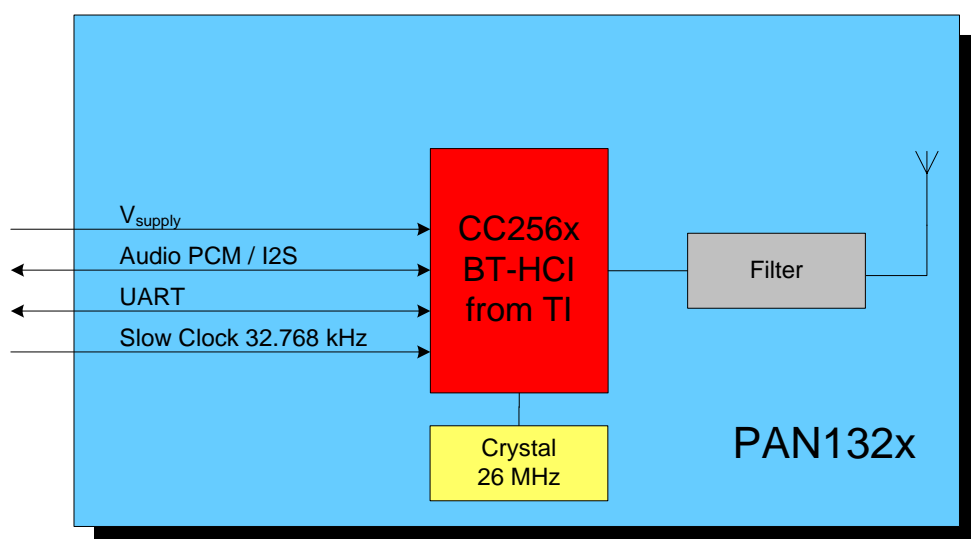 V_supply
Audio PCM / I2S
UART
Slow Clock 32.768 kHz
CC256x
BT-HCI
from TI
Filter
Crystal
26 MHz
PAN132x